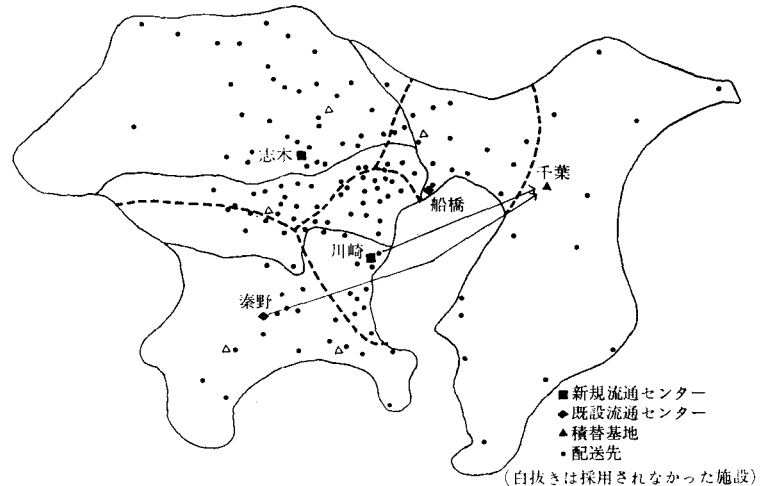 志木
千葉
船橋
川崎
秦野
■新規流通センター
◆既設流通センター
▲積替基地
•配送先
(白抜きは採用されなかった施設)